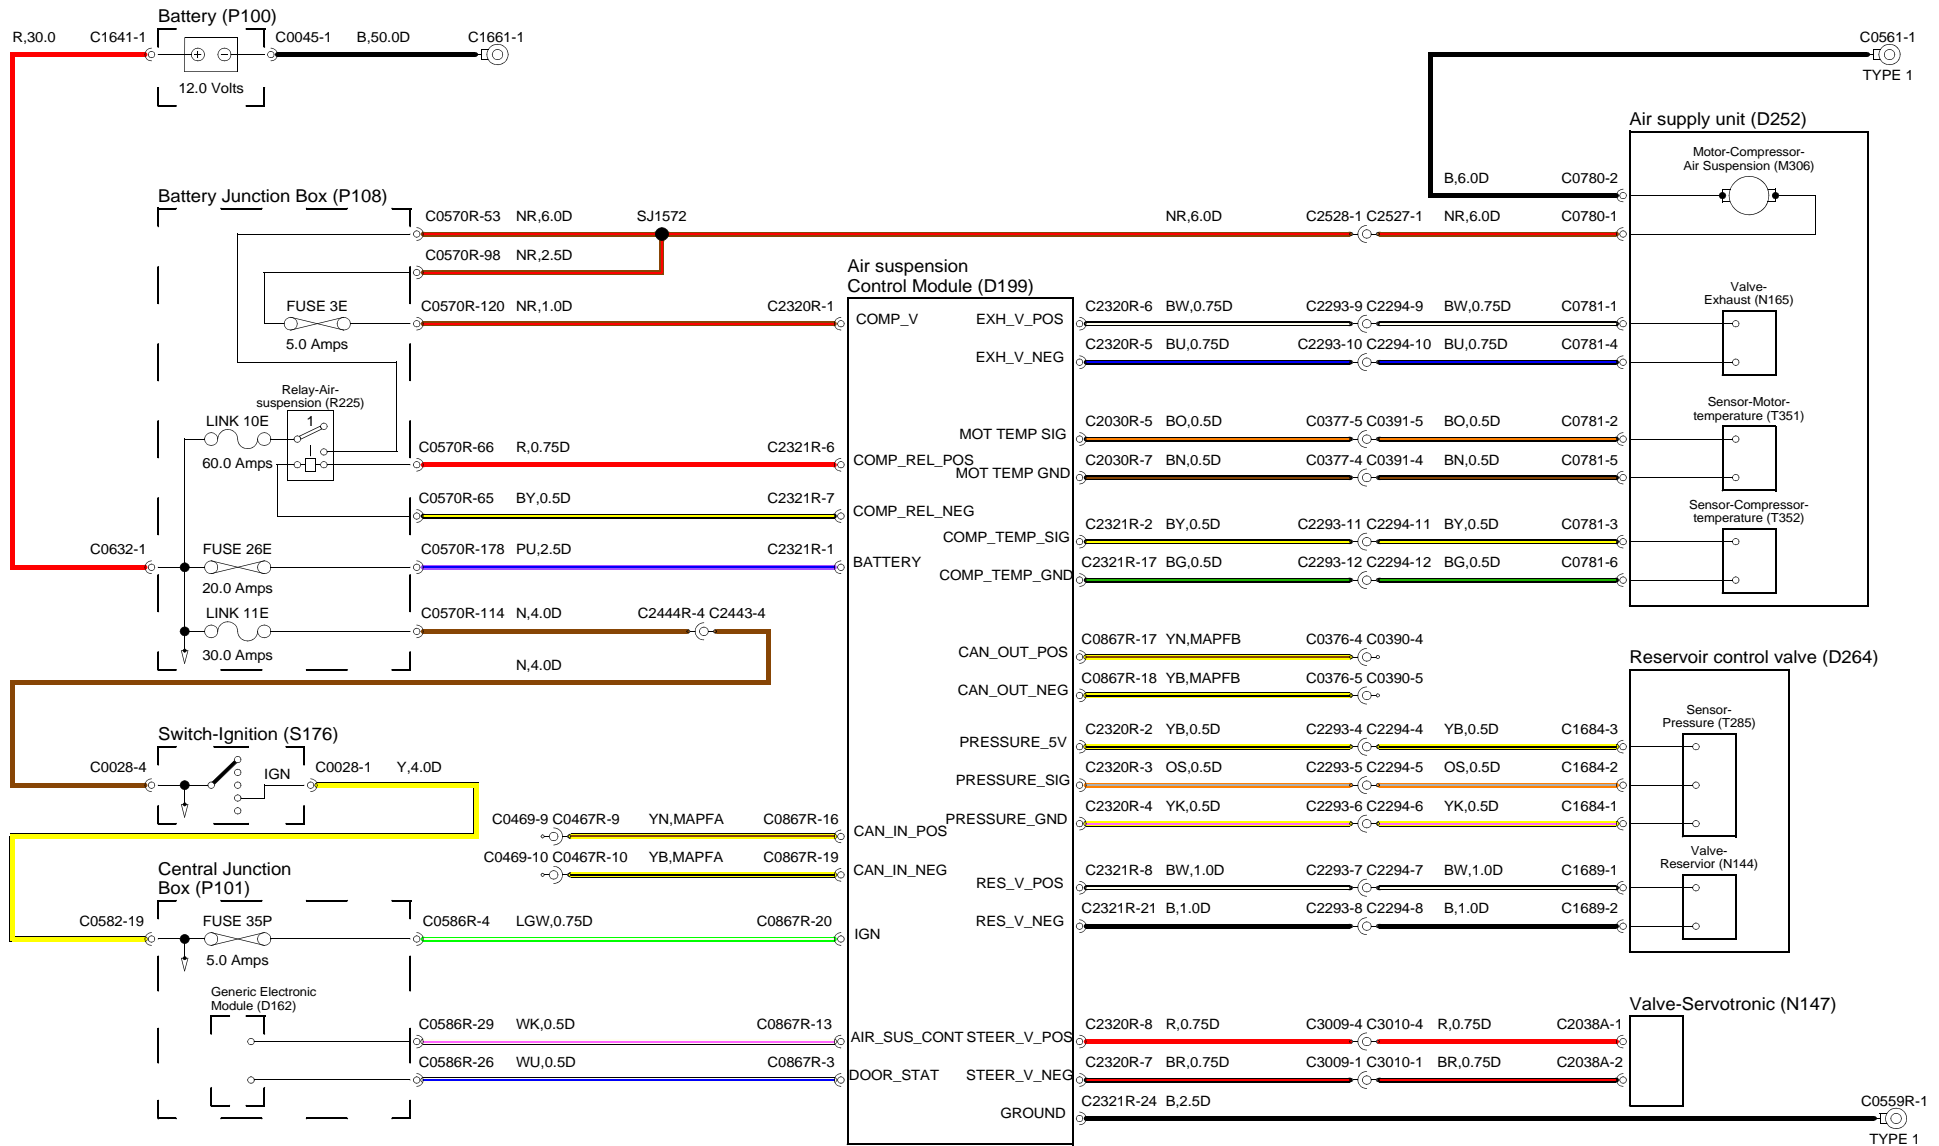 Battery (P100)
R,30.0 C1641-1 C0045-1 B,50.0D C1661-1
12.0 Volts
C0561-1
TYPE 1
Air supply unit (D252)
Motor-Compressor-
Air Suspension (M306)
B,6.0D C0780-2
Battery Junction Box (P108)
C0570R-53 NR,6.0D SJ1572 NR,6.0D C2528-1 C2527-1 NR,6.0D C0780-1
C0570R-98 NR,2.5D
Air suspension
Control Module (D199)
Valve-
Exhaust (N165)
FUSE 3E C0570R-120 NR,1.0D C2320R-1 COMP_V EXH_V_POS C2320R-6 BW,0.75D C2293-9 C2294-9 BW,0.75D C0781-1
5.0 Amps
EXH_V_NEG C2320R-5 BU,0.75D C2293-10 C2294-10 BU,0.75D C0781-4
Relay-Air-
suspension (R225)
1
Sensor-Motor-
temperature (T351)
LINK 10E
60.0 Amps
MOT TEMP SIG C2030R-5 BO,0.5D C0377-5 C0391-5 BO,0.5D C0781-2
C0570R-66 R,0.75D C2321R-6 COMP_REL_POS
MOT TEMP GND C2030R-7 BN,0.5D C0377-4 C0391-4 BN,0.5D C0781-5
C0570R-65 BY,0.5D C2321R-7 COMP_REL_NEG
Sensor-Compressor-
temperature (T352)
COMP_TEMP_SIG C2321R-2 BY,0.5D C2293-11 C2294-11 BY,0.5D C0781-3
C0632-1 FUSE 26E C0570R-178 PU,2.5D C2321R-1 BATTERY
20.0 Amps
COMP_TEMP_GND C2321R-17 BG,0.5D C2293-12 C2294-12 BG,0.5D C0781-6
LINK 11E C0570R-114 N,4.0D C2444R-4 C2443-4
30.0 Amps
N,4.0D
CAN_OUT_POS C0867R-17 YN,MAPFB C0376-4 C0390-4
CAN_OUT_NEG C0867R-18 YB,MAPFB C0376-5 C0390-5
Reservoir control valve (D264)
Sensor-
Pressure (T285)
PRESSURE_5V C2320R-2 YB,0.5D C2293-4 C2294-4 YB,0.5D C1684-3
Switch-Ignition (S176)
C0028-4 IGN C0028-1 Y,4.0D
PRESSURE_SIG C2320R-3 OS,0.5D C2293-5 C2294-5 OS,0.5D C1684-2
PRESSURE_GND C2320R-4 YK,0.5D C2293-6 C2294-6 YK,0.5D C1684-1
C0469-9 C0467R-9 YN,MAPFA C0867R-16 CAN_IN_POS
C0469-10 C0467R-10 YB,MAPFA C0867R-19 CAN_IN_NEG
Valve-
Reservior (N144)
Central Junction
Box (P101)
RES_V_POS C2321R-8 BW,1.0D C2293-7 C2294-7 BW,1.0D C1689-1
RES_V_NEG C2321R-21 B,1.0D C2293-8 C2294-8 B,1.0D C1689-2
C0582-19 FUSE 35P C0586R-4 LGW,0.75D C0867R-20 IGN
5.0 Amps
Generic Electronic
Module (D162)
Valve-Servotronic (N147)
C0586R-29 WK,0.5D C0867R-13 AIR_SUS_CONT STEER_V_POS C2320R-8 R,0.75D C3009-4 C3010-4 R,0.75D C2038A-1
C0586R-26 WU,0.5D C0867R-3 DOOR_STAT STEER_V_NEG C2320R-7 BR,0.75D C3009-1 C3010-1 BR,0.75D C2038A-2
GROUND C2321R-24 B,2.5D C0559R-1
TYPE 1